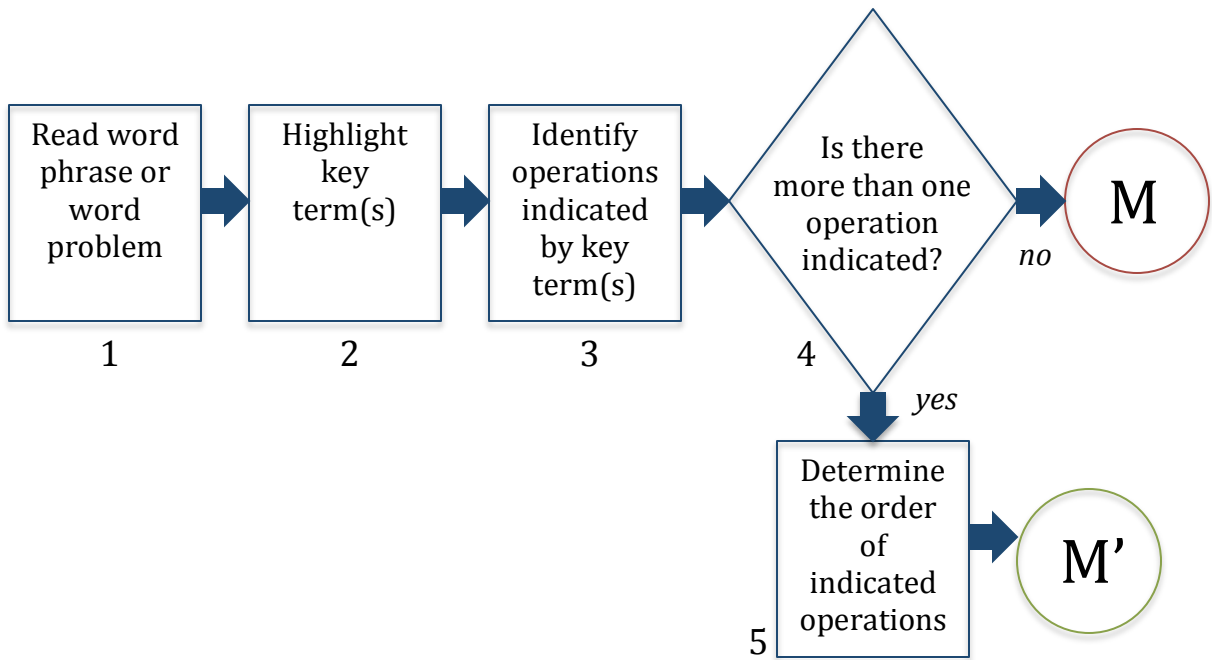 Read word
phrase or
word
problem
1
Highlight
key
term(s)
2
Identify
operations
indicated
by key
term(s)
3
Is there
more than one
operation
indicated?
4
no
M
yes
Determine
the order
of
indicated
operations
5
M’